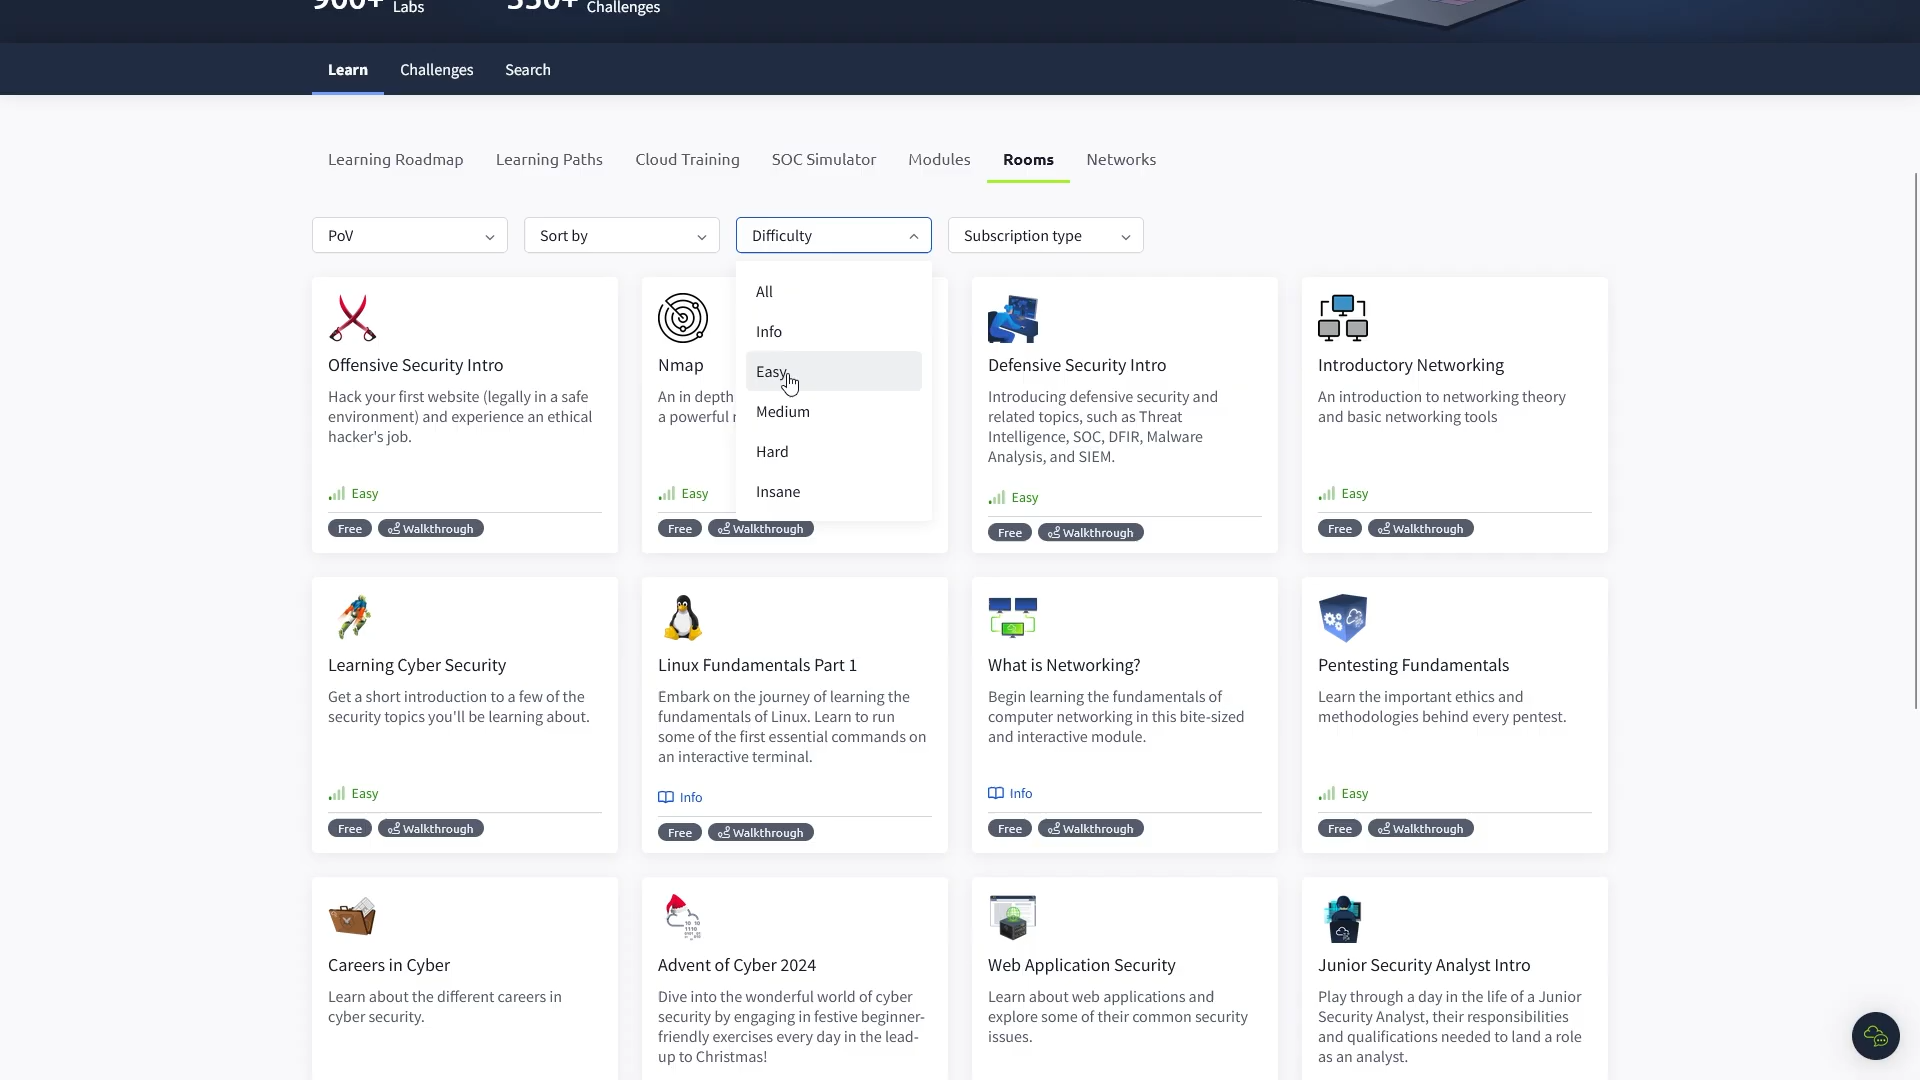 900+ Labs
350+ Challenges
Learn
Challenges
Search
Learning Roadmap
Learning Paths
Cloud Training
SOC Simulator
Modules
Rooms
Networks
PoV
Sort by
Difficulty
Subscription type
All
Info
Easy
Medium
Hard
Insane
Offensive Security Intro
Hack your first website (legally in a safe
environment) and experience an ethical
hacker's job.
Easy
Free
Walkthrough
Nmap
An in depth
a powerful
Easy
Free
Walkthrough
Defensive Security Intro
Introducing defensive security and
related topics, such as Threat
Intelligence, SOC, DFIR, Malware
Analysis, and SIEM.
Easy
Free
Walkthrough
Introductory Networking
An introduction to networking theory
and basic networking tools
Easy
Free
Walkthrough
Learning Cyber Security
Get a short introduction to a few of the
security topics you'll be learning about.
Easy
Free
Walkthrough
Linux Fundamentals Part 1
Embark on the journey of learning the
fundamentals of Linux. Learn to run
some of the first essential commands on
an interactive terminal.
Info
Free
Walkthrough
What is Networking?
Begin learning the fundamentals of
computer networking in this bite-sized
and interactive module.
Info
Free
Walkthrough
Pentesting Fundamentals
Learn the important ethics and
methodologies behind every pentest.
Easy
Free
Walkthrough
Careers in Cyber
Learn about the different careers in
cyber security.
Advent of Cyber 2024
Dive into the wonderful world of cyber
security by engaging in festive beginner-
friendly exercises every day in the lead-
up to Christmas!
Web Application Security
Learn about web applications and
explore some of their common security
issues.
Junior Security Analyst Intro
Play through a day in the life of a Junior
Security Analyst, their responsibilities
and qualifications needed to land a role
as an analyst.